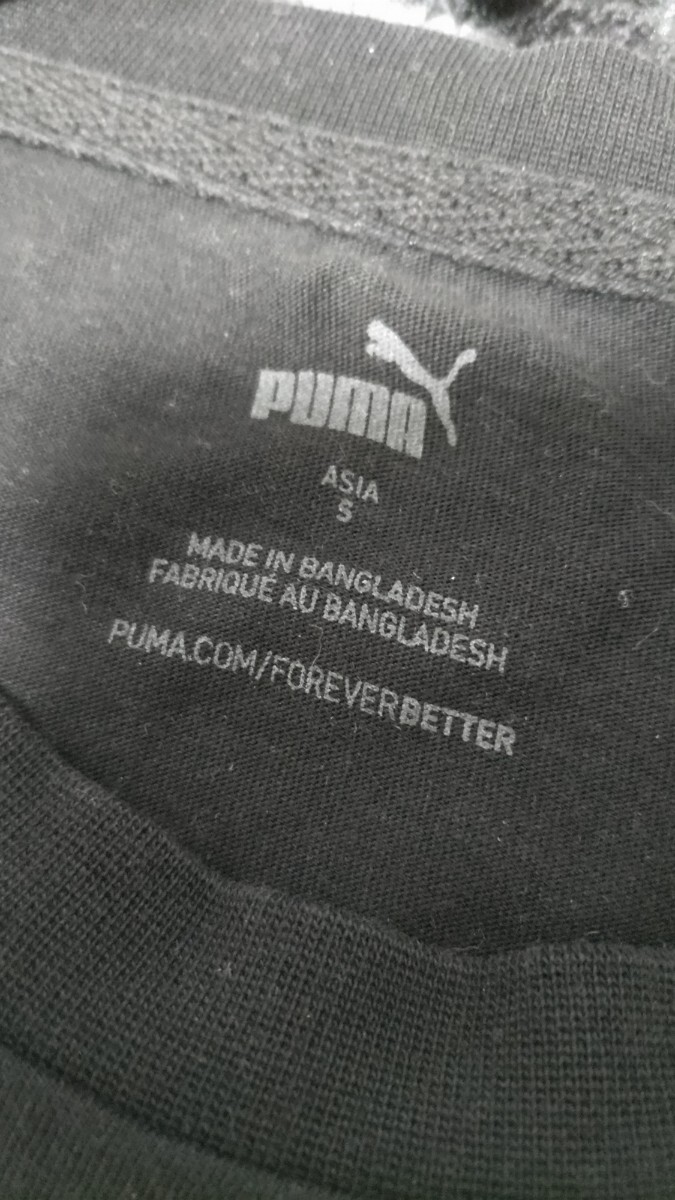 PUMA
ASIA
S
MADE IN BANGLADESH
FABRIQUÉ AU BANGLADESH
PUMA.COM/FOREVERBETTER